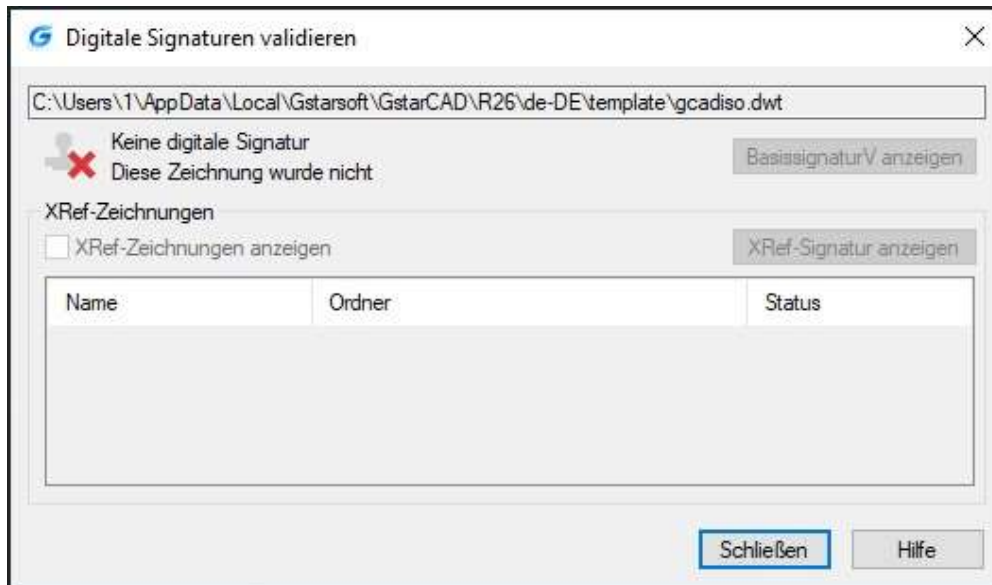 Digitale Signaturen validieren
C:\Users\1\AppData\Local\Gstarsoft\GstarCAD\R26\de-DE\template\gcadiso.dwt
Keine digitale Signatur
Diese Zeichnung wurde nicht
BasissignaturV anzeigen
XRef-Zeichnungen
XRef-Zeichnungen anzeigen
XRef-Signatur anzeigen
Name Ordner Status
Schließen Hilfe